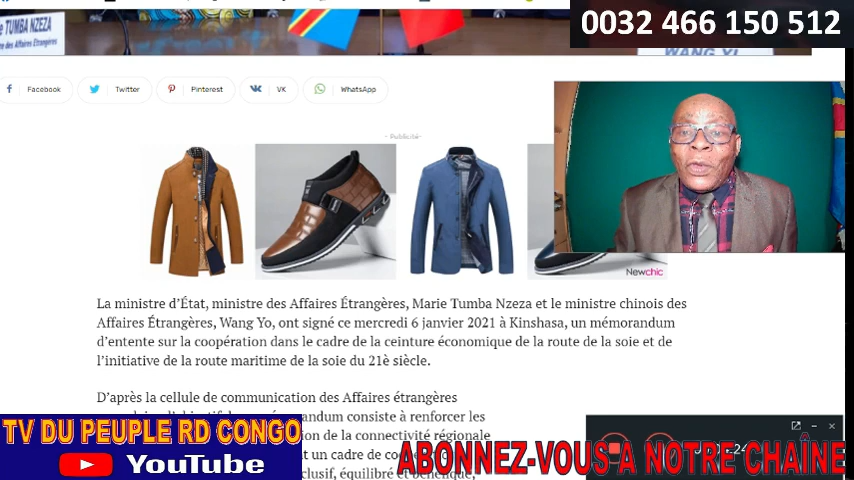 0032 466 150 512
e TUMBA NZEZA
re des Affaires Étrangères
WANG YI
Facebook
Twitter
Pinterest
VK
WhatsApp
- Publicité-
Newchic
La ministre d’État, ministre des Affaires Étrangères, Marie Tumba Nzeza et le ministre chinois des
Affaires Étrangères, Wang Yo, ont signé ce mercredi 6 janvier 2021 à Kinshasa, un mémorandum
d’entente sur la coopération dans le cadre de la ceinture économique de la route de la soie et de
l’initiative de la route maritime de la soie du 21è siècle.
D’après la cellule de communication des Affaires étrangères
andum consiste à renforcer les
ion de la connectivité régionale
nt un cadre de
clusif, équilibré et bénéfique,
TV DU PEUPLE RD CONGO
YouTube
ABONNEZ-VOUS A NOTRE CHAÎNE